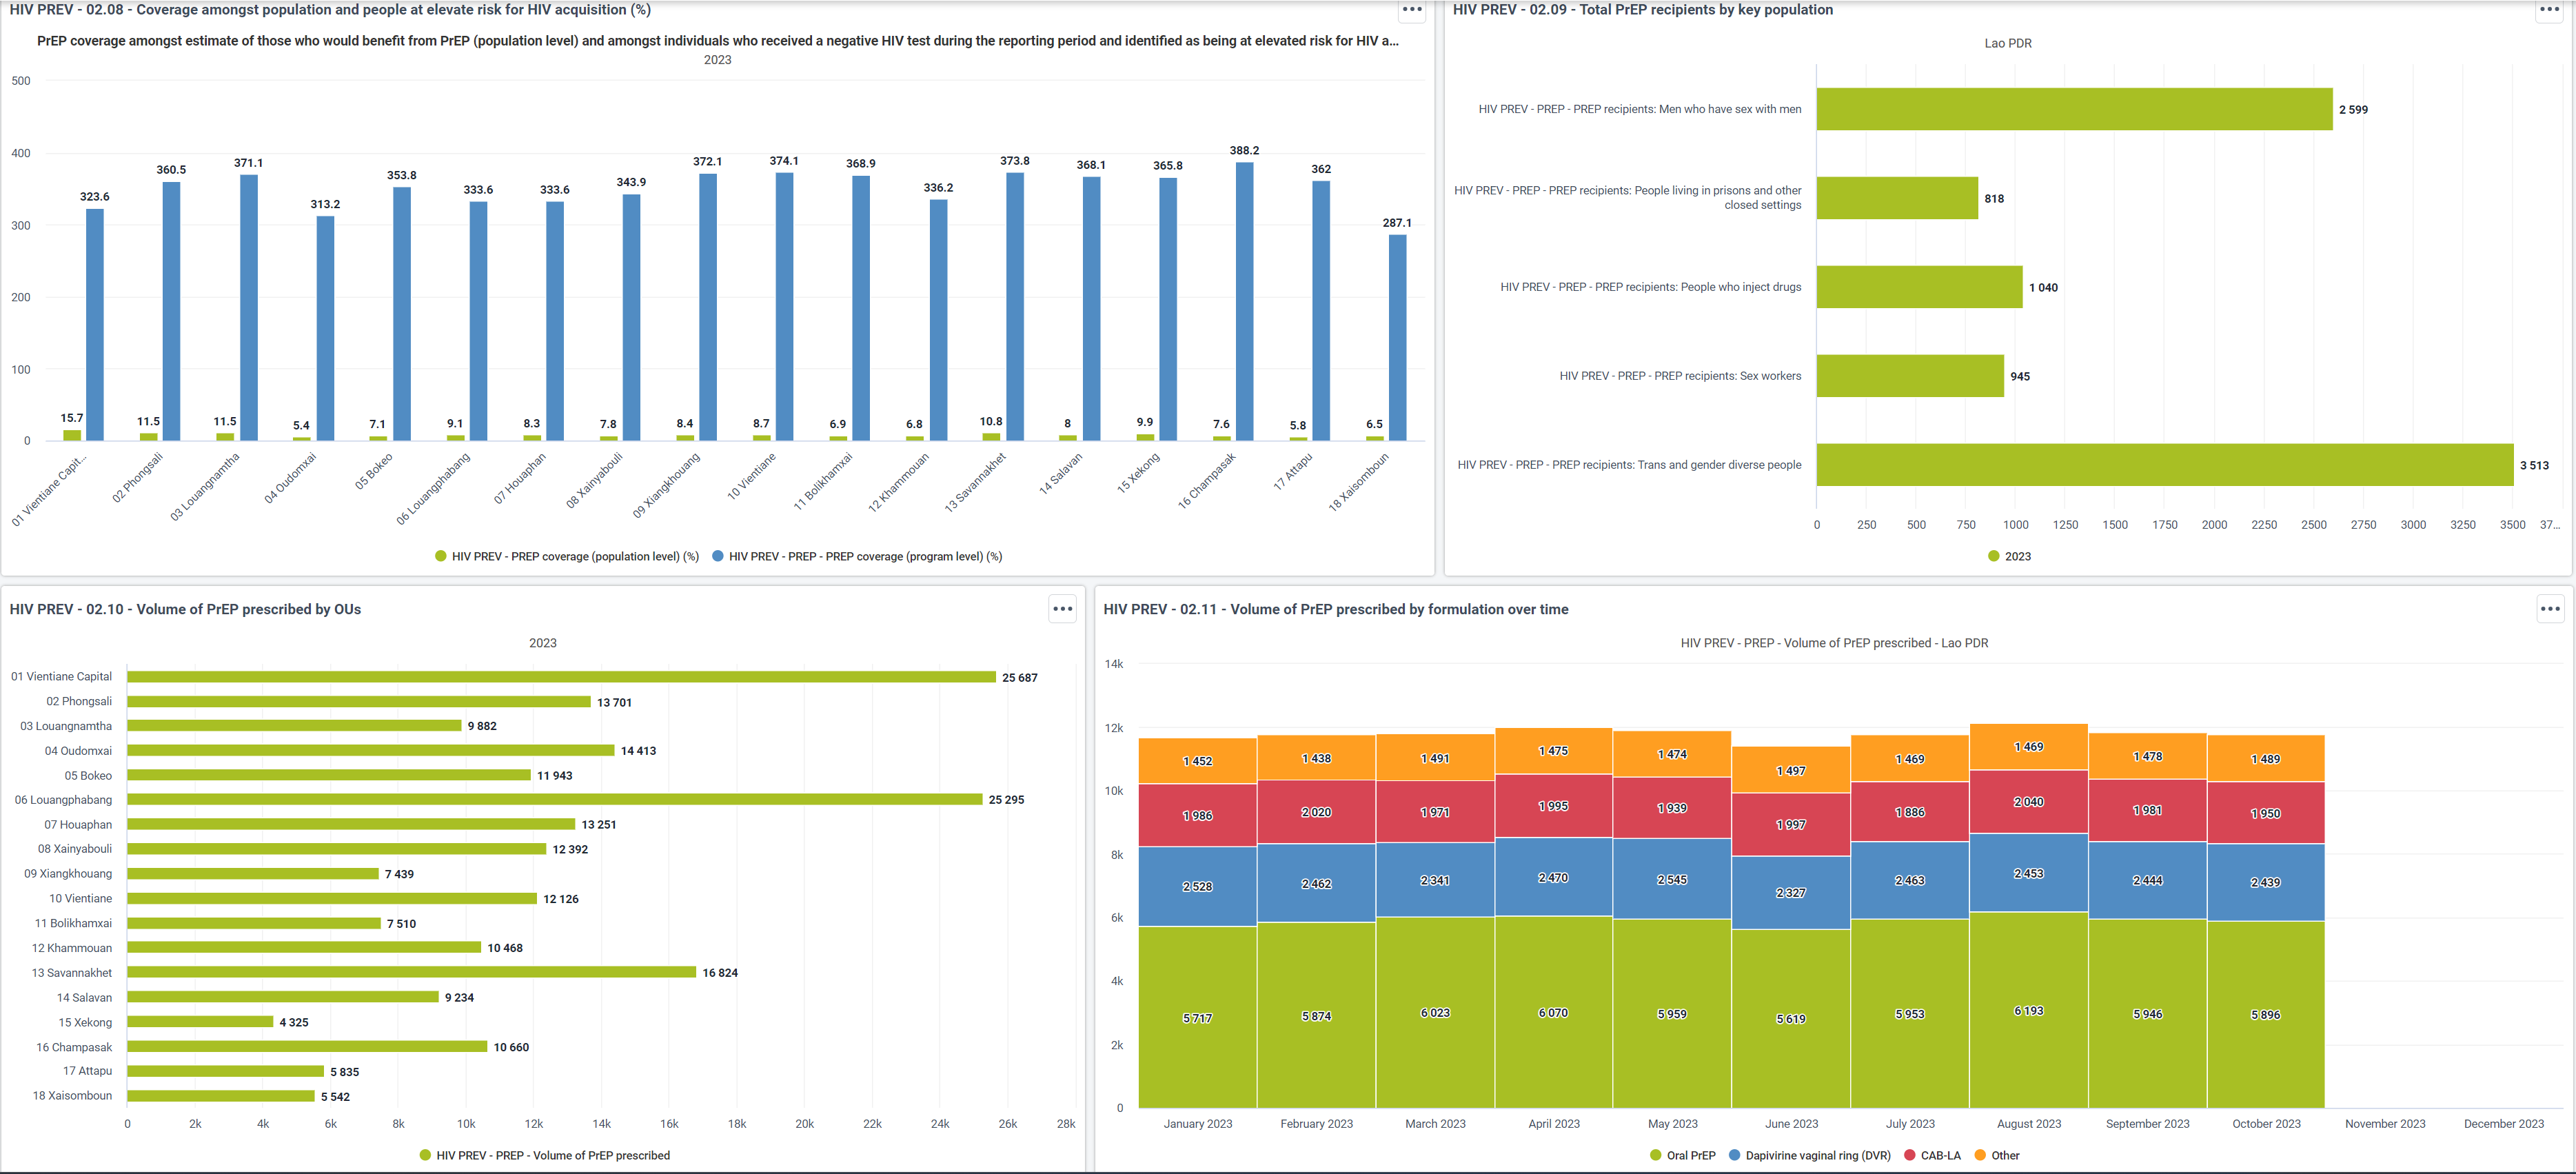 HIV PREV - 02.08 - Coverage amongst population and people at elevate risk for HIV acquisition (%)
PrEP coverage amongst estimate of those who would benefit from PrEP (population level) and amongst individuals who received a negative HIV test during the reporting period and identified as being at elevated risk for HIV a...
2023
500
400
300
200
100
0
15.7
323.6
11.5
360.5
11.5
371.1
5.4
313.2
7.1
353.8
9.1
333.6
8.3
333.6
7.8
343.9
8.4
372.1
8.7
374.1
6.9
368.9
6.8
336.2
10.8
373.8
8
368.1
9.9
365.8
7.6
388.2
5.8
362
6.5
287.1
01 Vientiane Capit...
02 Phongsali
03 Louangnamtha
04 Oudomxai
05 Bokeo
06 Louangphabang
07 Houaphan
08 Xainyabouli
09 Xiangkhouang
10 Vientiane
11 Bolikhamxai
12 Khammouan
13 Savannakhet
14 Salavan
15 Xekong
16 Champasak
17 Attapu
18 Xaisomboun
HIV PREV - PREP coverage (population level) (%)
HIV PREV - PREP - PREP coverage (program level) (%)
HIV PREV - 02.09 - Total PrEP recipients by key population
Lao PDR
HIV PREV - PREP - PREP recipients: Men who have sex with men
2 599
HIV PREV - PREP - PREP recipients: People living in prisons and other
closed settings
818
HIV PREV - PREP - PREP recipients: People who inject drugs
1 040
HIV PREV - PREP - PREP recipients: Sex workers
945
HIV PREV - PREP - PREP recipients: Trans and gender diverse people
3 513
0 250 500 750 1000 1250 1500 1750 2000 2250 2500 2750 3000 3250 3500 37...
2023
HIV PREV - 02.10 - Volume of PrEP prescribed by OUs
2023
01 Vientiane Capital 25 687
02 Phongsali 13 701
03 Louangnamtha 9 882
04 Oudomxai 14 413
05 Bokeo 11 943
06 Louangphabang 25 295
07 Houaphan 13 251
08 Xainyabouli 12 392
09 Xiangkhouang 7 439
10 Vientiane 12 126
11 Bolikhamxai 7 510
12 Khammouan 10 468
13 Savannakhet 16 824
14 Salavan 9 234
15 Xekong 4 325
16 Champasak 10 660
17 Attapu 5 835
18 Xaisomboun 5 542
0 2k 4k 6k 8k 10k 12k 14k 16k 18k 20k 22k 24k 26k 28k
HIV PREV - PREP - Volume of PrEP prescribed
HIV PREV - 02.11 - Volume of PrEP prescribed by formulation over time
HIV PREV - PREP - Volume of PrEP prescribed - Lao PDR
14k
12k
10k
8k
6k
4k
2k
0
1 452 1 438 1 491 1 475 1 474 1 497 1 469 1 469 1 478 1 489
1 986 2 020 1 971 1 995 1 939 1 997 1 886 2 040 1 981 1 950
2 528 2 462 2 341 2 470 2 545 2 327 2 463 2 453 2 444 2 439
5 717 5 874 6 023 6 070 5 959 5 619 5 953 6 193 5 946 5 896
January 2023 February 2023 March 2023 April 2023 May 2023 June 2023 July 2023 August 2023 September 2023 October 2023 November 2023 December 2023
Oral PrEP Dapivirine vaginal ring (DVR) CAB-LA Other